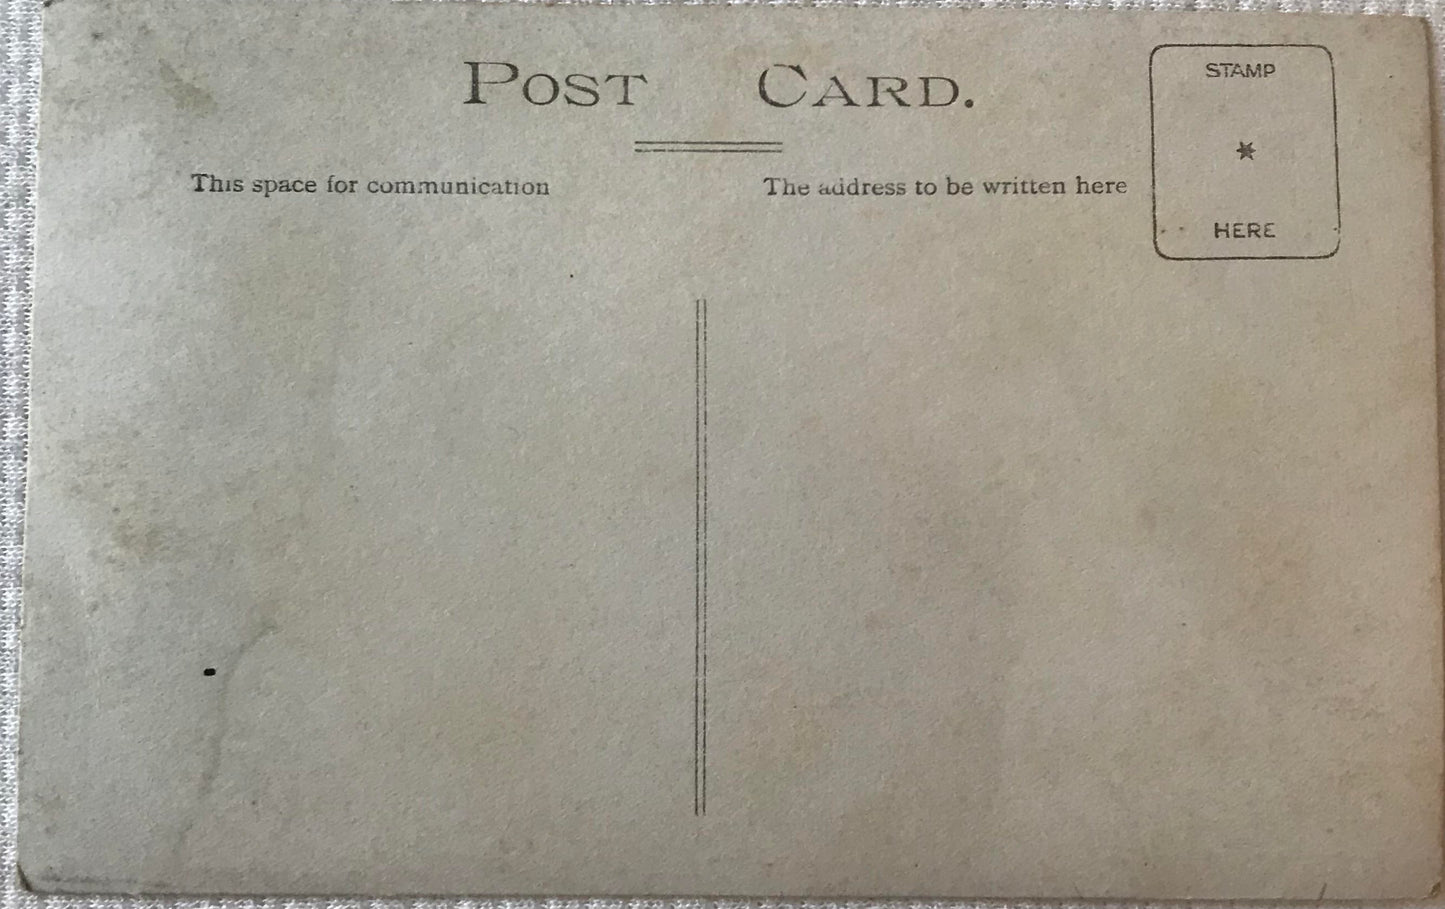 POST CARD.
STAMP
HERE
This space for communication
The address to be written here